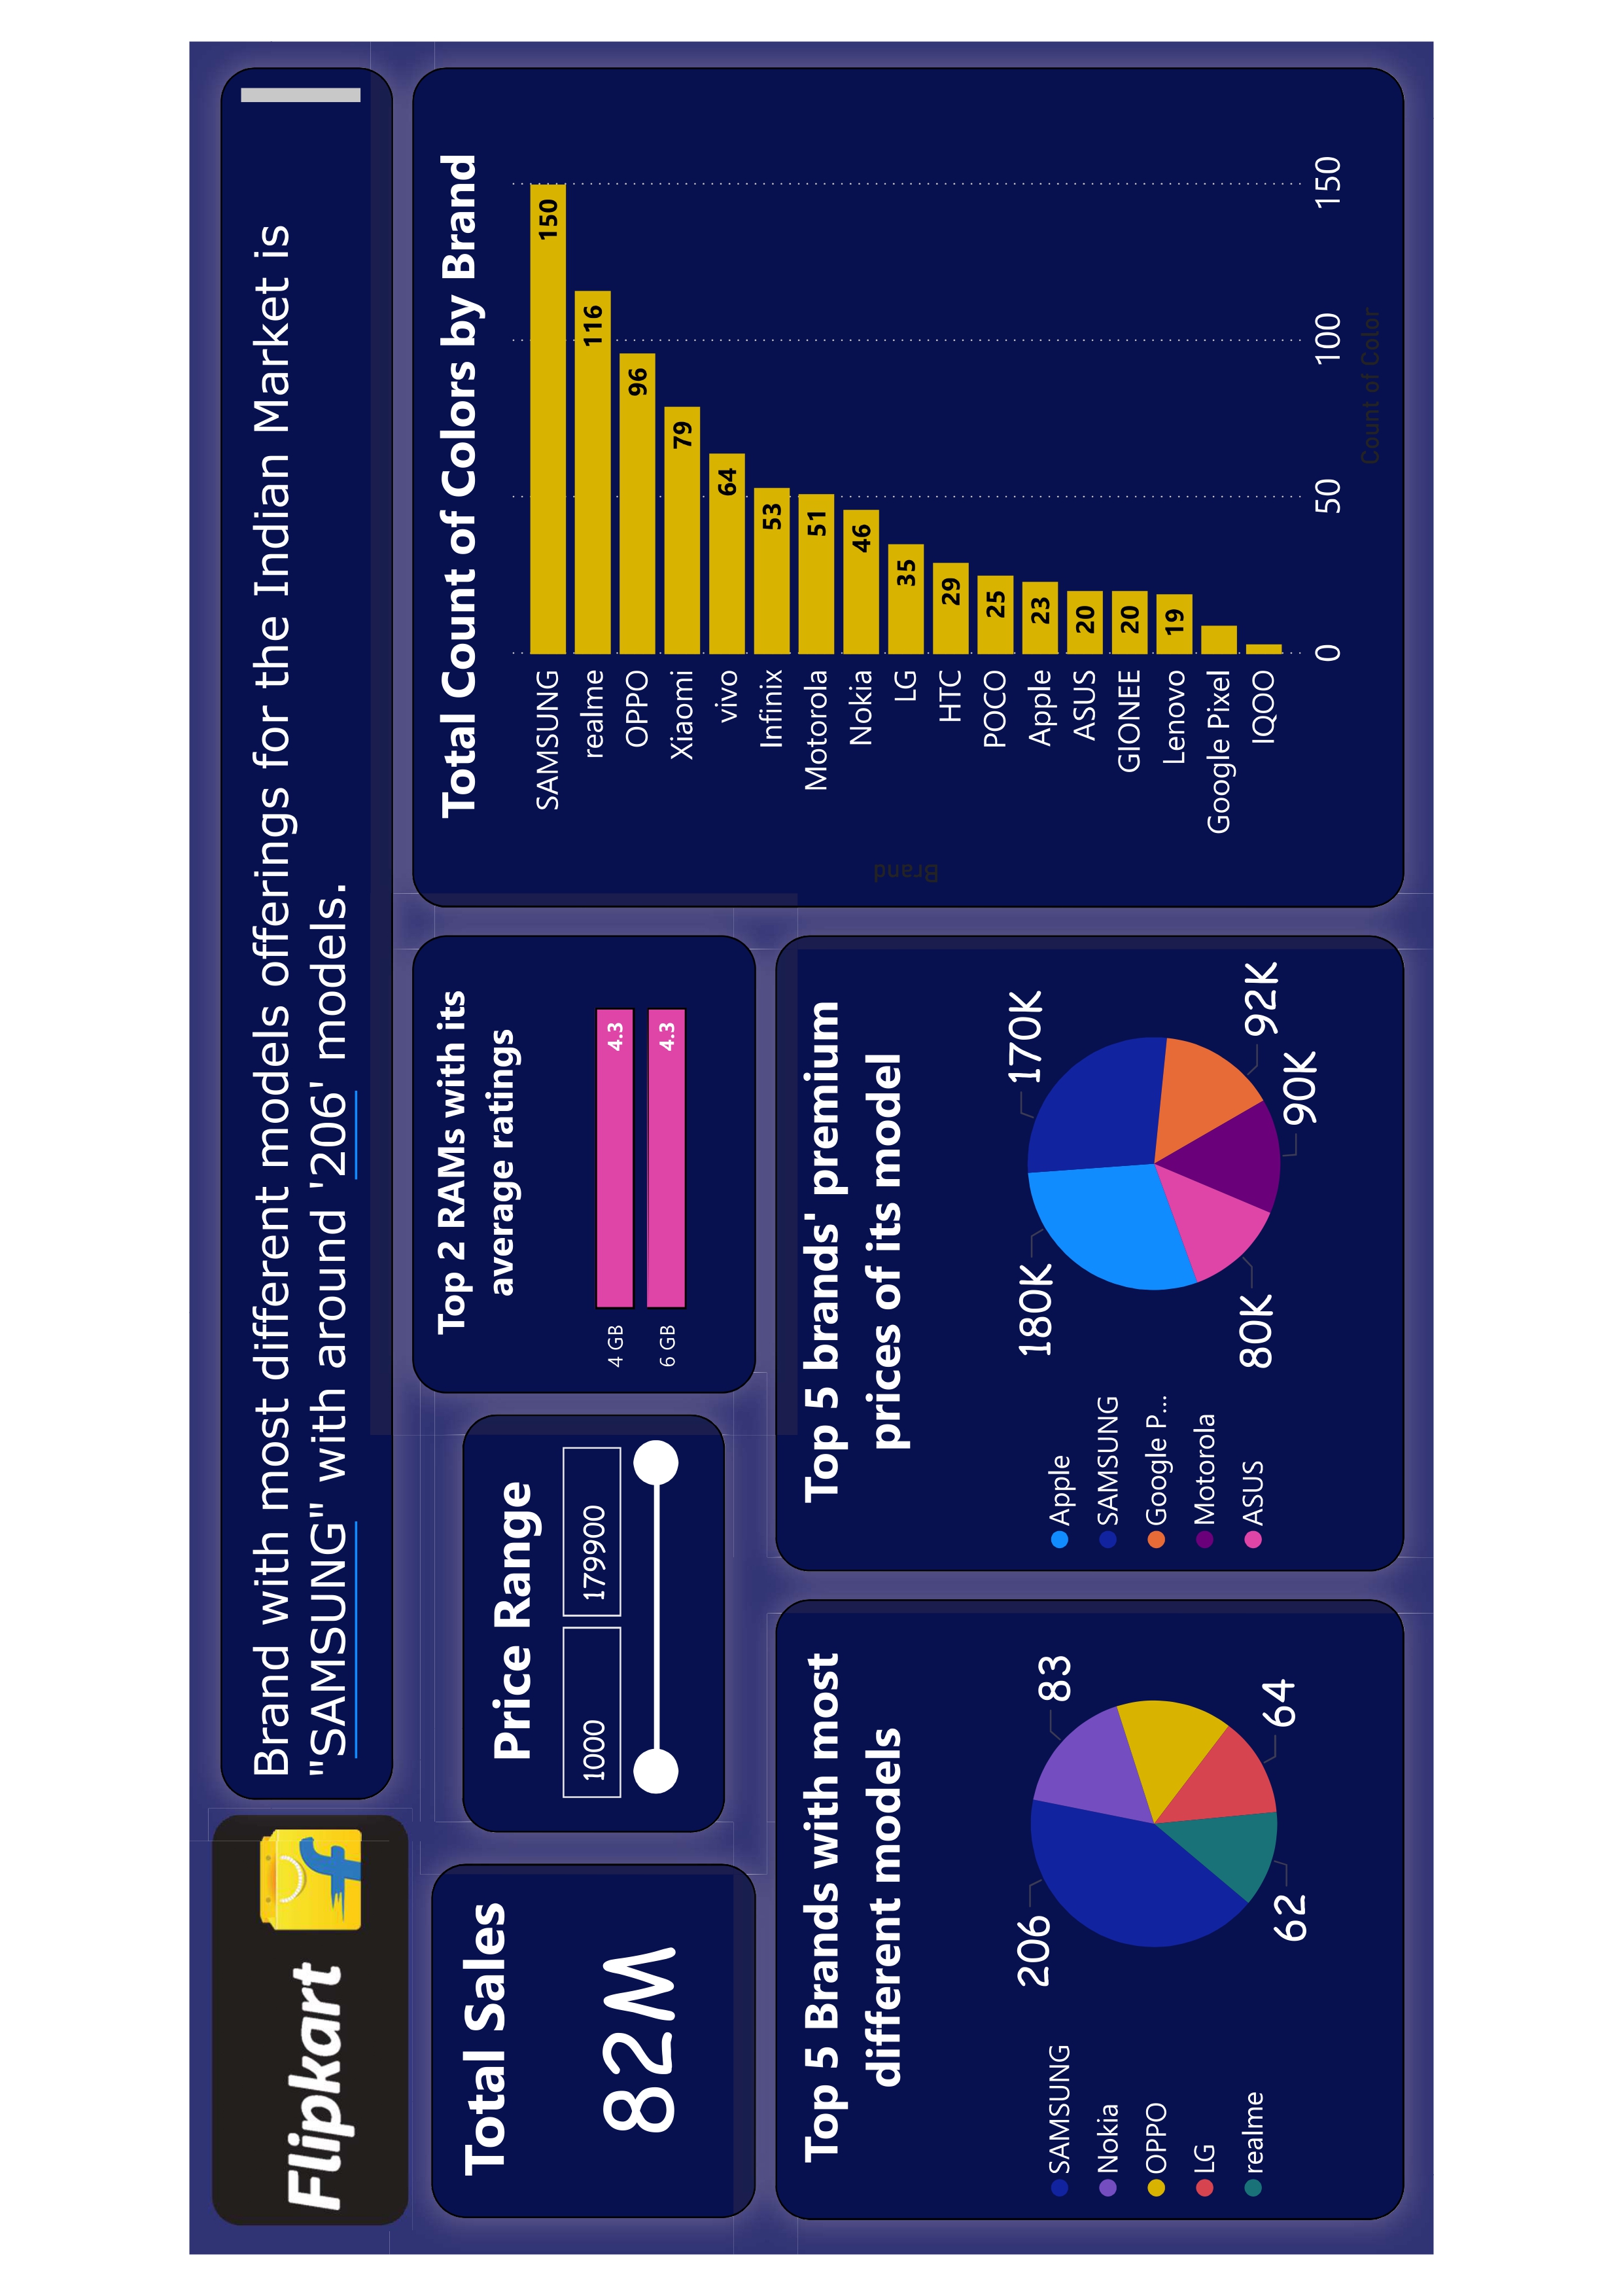 Flipkart
Brand with most different models offerings for the Indian Market is
"SAMSUNG" with around '206' models.
Total Sales
82M
Price Range
1000
179900
Top 2 RAMs with its
average ratings
4 GB
4.3
6 GB
4.3
Top 5 Brands with most
different models
SAMSUNG
Nokia
OPPO
LG
realme
206
83
64
62
Top 5 brands' premium
prices of its model
Apple
SAMSUNG
Google P...
Motorola
ASUS
180K
170K
92K
90K
80K
Total Count of Colors by Brand
Brand
SAMSUNG 150
realme 116
OPPO 96
Xiaomi 79
vivo 64
Infinix 53
Motorola 51
Nokia 46
LG 35
HTC 29
POCO 25
Apple 23
ASUS 20
GIONEE 20
Lenovo 19
Google Pixel
IQOO
0 50 100 150
Count of Color